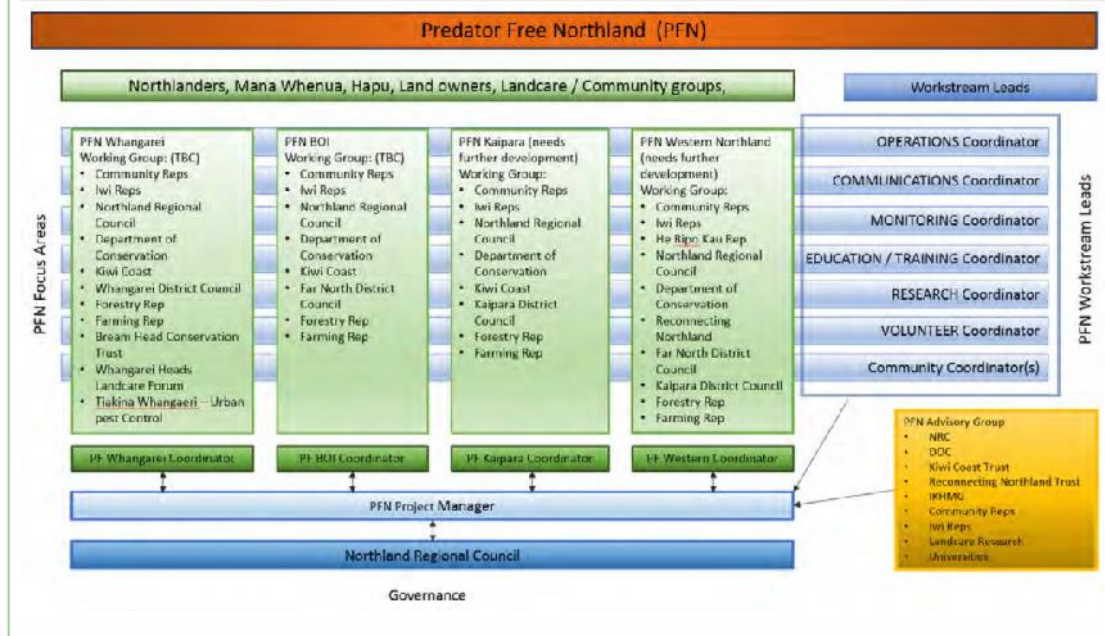 Predator Free Northland (PFN)
Northlanders, Mana Whenua, Hapu, Land owners, Landcare / Community groups,
Workstream Leads
PFN Focus Areas
PFN Whangarei
Working Group: (TBC)
• Community Reps
• Iwi Reps
• Northland Regional
Council
• Department of
Conservation
• Kiwi Coast
• Whangarei District Council
• Forestry Rep
• Farming Rep
• Bream Head Conservation
Trust
• Whangarei Heads
Landcare Forum
• Tiakina Whangaeri – Urban
pest Control
PFN BOI
Working Group: (TBC)
• Community Reps
• Iwi Reps
• Northland Regional
Council
• Department of
Conservation
• Kiwi Coast
• Far North District
Council
• Forestry Rep
• Farming Rep
PFN Kaipara (needs
further development)
Working Group:
• Community Reps
• Iwi Reps
• Northland Regional
Council
• Department of
Conservation
• Kiwi Coast
• Kaipara District
Council
• Forestry Rep
• Farming Rep
PFN Western Northland
(needs further
development)
Working Group:
• Community Reps
• Iwi Reps
• He Ripo Kau Rep
• Northland Regional
Council
• Department of
Conservation
• Reconnecting
Northland
• Far North District
Council
• Kaipara District Council
• Forestry Rep
• Farming Rep
OPERATIONS Coordinator
COMMUNICATIONS Coordinator
MONITORING Coordinator
EDUCATION / TRAINING Coordinator
RESEARCH Coordinator
VOLUNTEER Coordinator
Community Coordinator(s)
PFN Workstream Leads
PF Whangarei Coordinator
PF BOI Coordinator
PF Kaipara Coordinator
PF Western Coordinator
PFN Project Manager
Northland Regional Council
Governance
PFN Advisory Group
• NRC
• DOC
• Kiwi Coast Trust
• Reconnecting Northland Trust
• IKHMG
• Community Reps
• Iwi Reps
• Landcare Research
• Universities